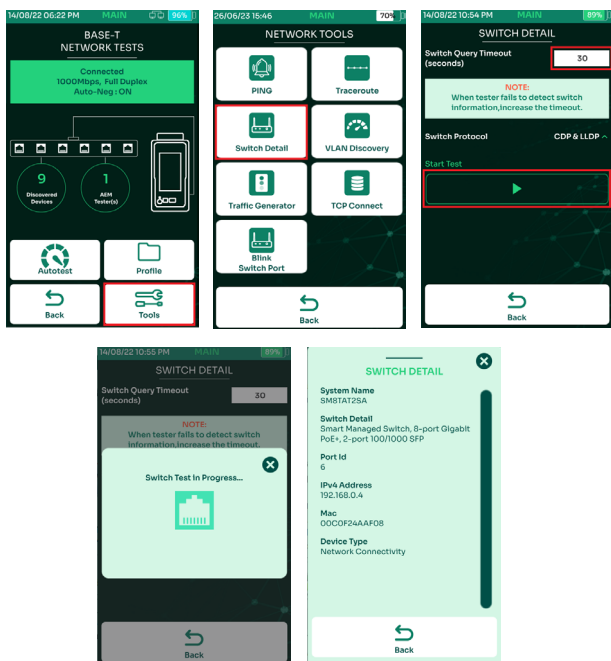 14/08/22 06:22 PM MAIN 96%
BASE-T
NETWORK TESTS
Connected
1000Mbps, Full Duplex
Auto-Neg : ON
9
Discovered
Devices
1
AEM
Tester(s)
Autotest
Profile
Back
Tools
26/06/23 15:46 MAIN 70%
NETWORK TOOLS
PING
Traceroute
Switch Detail
VLAN Discovery
Traffic Generator
TCP Connect
Blink
Switch Port
Back
14/08/22 10:54 PM MAIN 89%
SWITCH DETAIL
Switch Query Timeout
(seconds)
30
NOTE:
When tester fails to detect switch
information,increase the timeout.
Switch Protocol CDP & LLDP
Start Test
Back
14/08/22 10:55 PM MAIN 89%
SWITCH DETAIL
Switch Query Timeout
(seconds)
30
NOTE:
When tester fails to detect switch
information,increase the timeout.
Switch Test in Progress...
Back
SWITCH DETAIL
System Name
SM8TAT2SA
Switch Detail
Smart Managed Switch, 8-port Gigabit
PoE+, 2-port 100/1000 SFP
Port Id
6
IPv4 Address
192.168.0.4
Mac
00C0F24AAF08
Device Type
Network Connectivity
Back